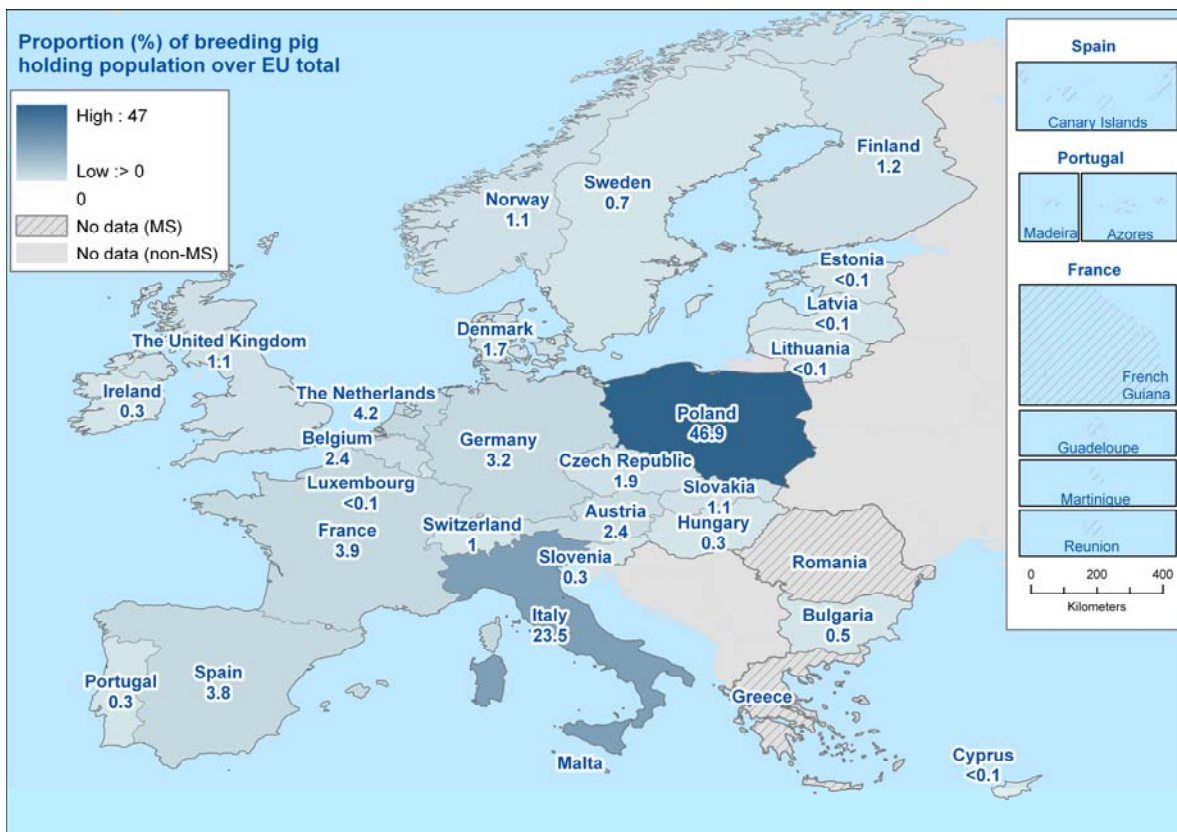 Proportion (%) of breeding pig
holding population over EU total
High : 47
Low :> 0
0
No data (MS)
No data (non-MS)
Spain
Canary Islands
Portugal
Madeira
Azores
France
French
Guiana
Guadeloupe
Martinique
Reunion
0 200 400
Kilometers
Finland
1.2
Sweden
0.7
Norway
1.1
Estonia
<0.1
Latvia
<0.1
Lithuania
<0.1
Denmark
1.7
The United Kingdom
1.1
Ireland
0.3
The Netherlands
4.2
Belgium
2.4
Luxembourg
<0.1
Germany
3.2
Poland
46.9
Czech Republic
1.9
Slovakia
1.1
Austria
2.4
Hungary
0.3
Switzerland
1
France
3.9
Slovenia
0.3
Romania
Italy
23.5
Bulgaria
0.5
Portugal
0.3
Spain
3.8
Greece
Malta
Cyprus
<0.1